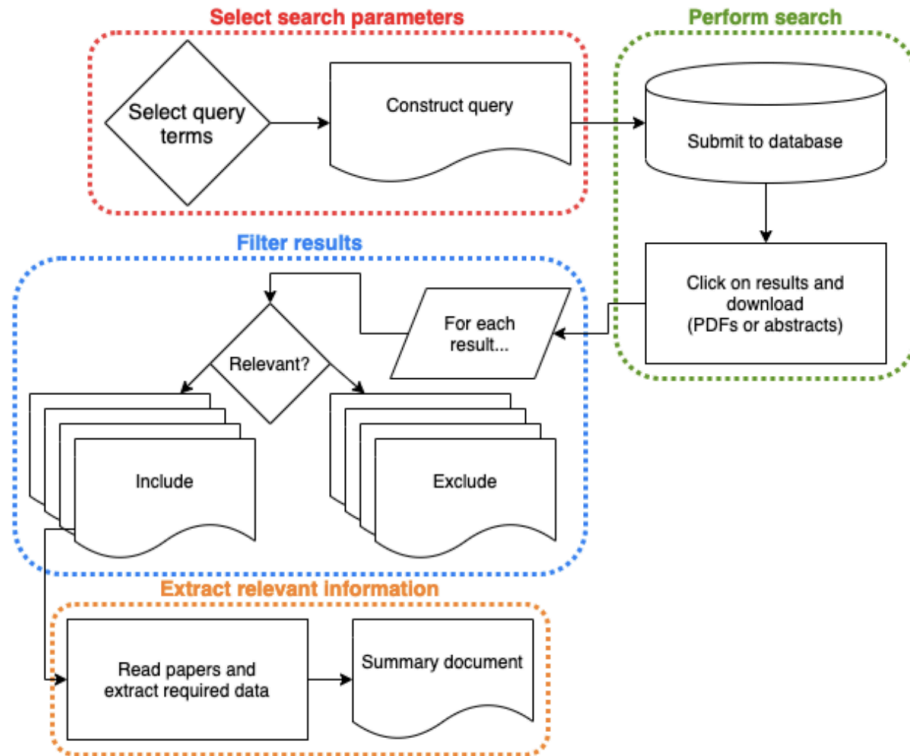 Select search parameters
Perform search
Select query
terms
Construct query
Submit to database
Click on results and
download
(PDFs or abstracts)
Filter results
For each
result...
Relevant?
Include
Exclude
Extract relevant information
Read papers and
extract required data
Summary document